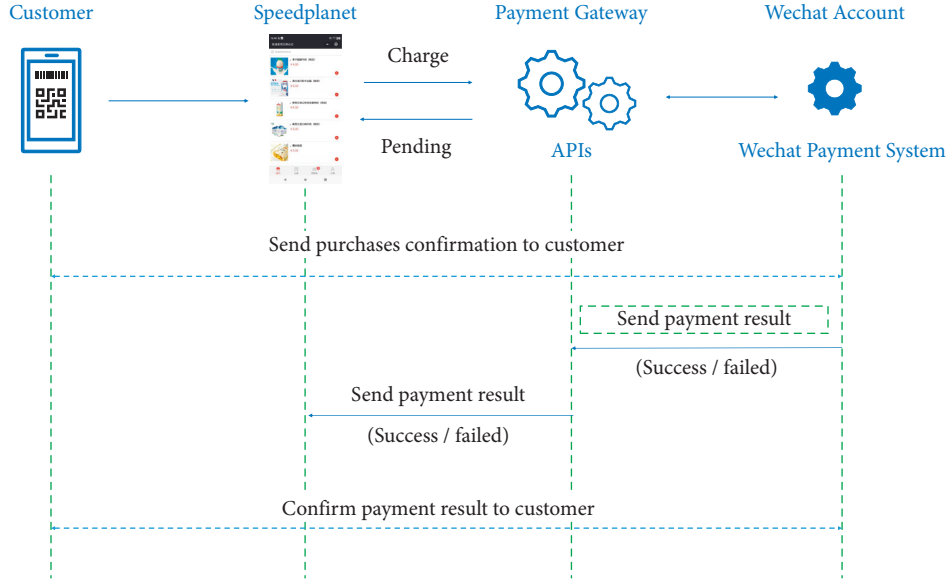 Customer
Speedplanet
Payment Gateway
Wechat Account
Charge
Pending
APIs
Wechat Payment System
Send purchases confirmation to customer
Send payment result
(Success / failed)
Send payment result
(Success / failed)
Confirm payment result to customer